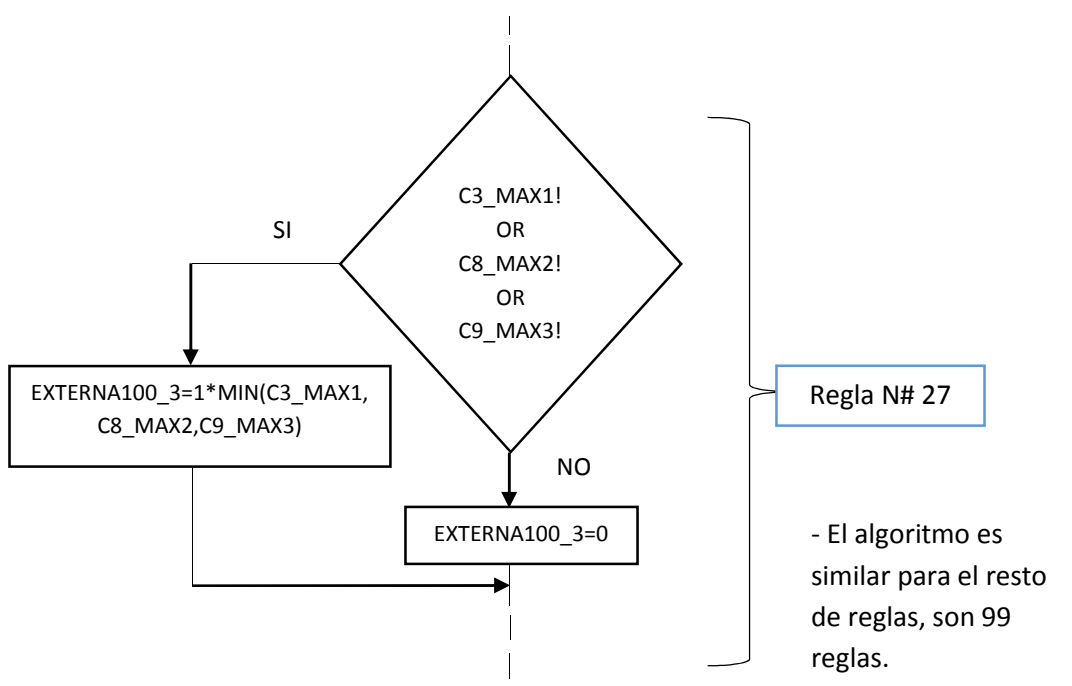 C3_MAX1!
OR
C8_MAX2!
OR
C9_MAX3!
SI
EXTERNA100_3=1*MIN(C3_MAX1,
C8_MAX2,C9_MAX3)
NO
EXTERNA100_3=0
Regla N# 27
- El algoritmo es
similar para el resto
de reglas, son 99
reglas.